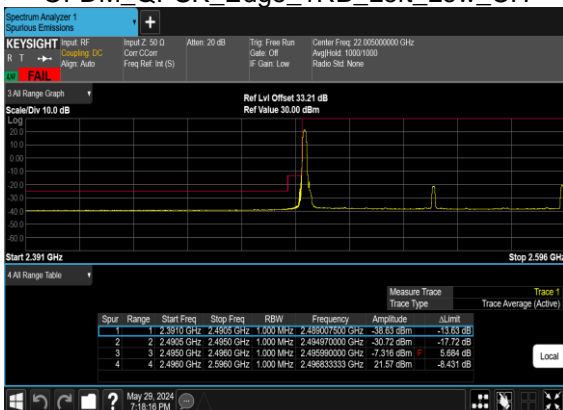 Spectrum Analyzer 1
Spurious Emissions
+
KEYSIGHT
R T
LV FAIL
Input: RF
Coupling: DC
Align: Auto
Input Z: 50 Ω
Corr CCorr
Freq Ref: Int (S)
Atten: 20 dB
Trig: Free Run
Gate: Off
IF Gain: Low
Center Freq: 22.005000000 GHz
Avg|Hold: 1000/1000
Radio Std: None
3 All Range Graph
Scale/Div 10.0 dB
Ref Lvl Offset 33.21 dB
Ref Value 30.00 dBm
Log
20.0
10.0
0.00
-10.0
-20.0
-30.0
-40.0
-50.0
-60.0
Start 2.391 GHz
Stop 2.596 GHz
4 All Range Table
Measure Trace Trace 1
Trace Type Trace Average (Active)
Spur Range Start Freq Stop Freq RBW Frequency Amplitude ΔLimit
1 1 2.3910 GHz 2.4905 GHz 1.000 MHz 2.489007500 GHz -38.63 dBm -13.63 dB
2 2 2.4905 GHz 2.4950 GHz 1.000 MHz 2.494970000 GHz -30.72 dBm -17.72 dB
3 3 2.4950 GHz 2.4960 GHz 1.000 MHz 2.495990000 GHz -7.316 dBm F 5.684 dB
4 4 2.4960 GHz 2.5960 GHz 1.000 MHz 2.496833333 GHz 21.57 dBm -8.431 dB
Local
?
May 29, 2024
7:18:16 PM